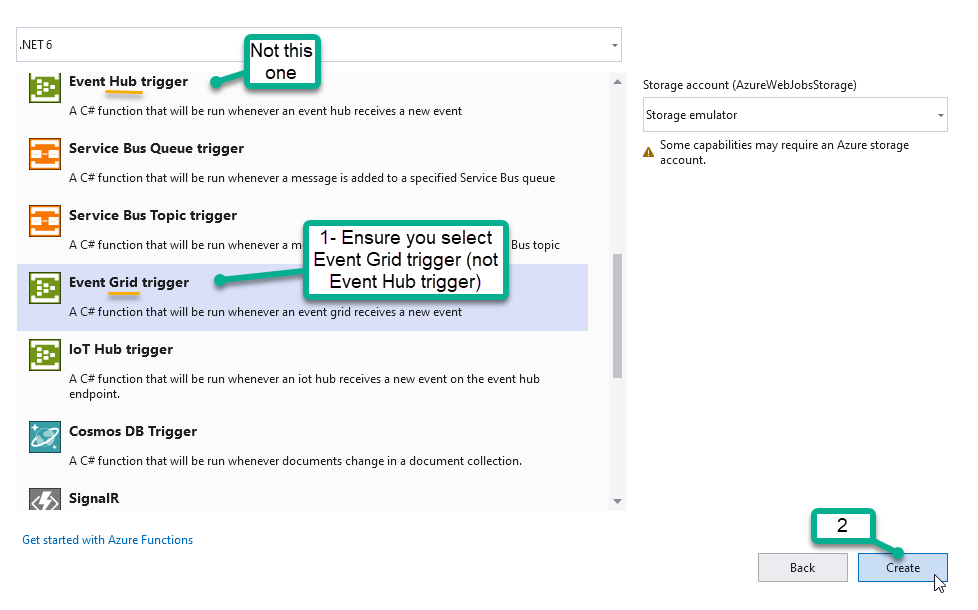 .NET 6
Not this
one
Event Hub trigger
A C# function that will be run whenever an event hub receives a new event
Service Bus Queue trigger
A C# function that will be run whenever a message is added to a specified Service Bus queue
Service Bus Topic trigger
A C# function that will be run whenever a m
Bus topic
1- Ensure you select
Event Grid trigger (not
Event Hub trigger)
Event Grid trigger
A C# function that will be run whenever an event grid receives a new event
IoT Hub trigger
A C# function that will be run whenever an iot hub receives a new event on the event hub
endpoint.
Cosmos DB Trigger
A C# function that will be run whenever documents change in a document collection.
SignalR
Get started with Azure Functions
Storage account (AzureWebJobsStorage)
Storage emulator
Some capabilities may require an Azure storage
account.
2
Back
Create